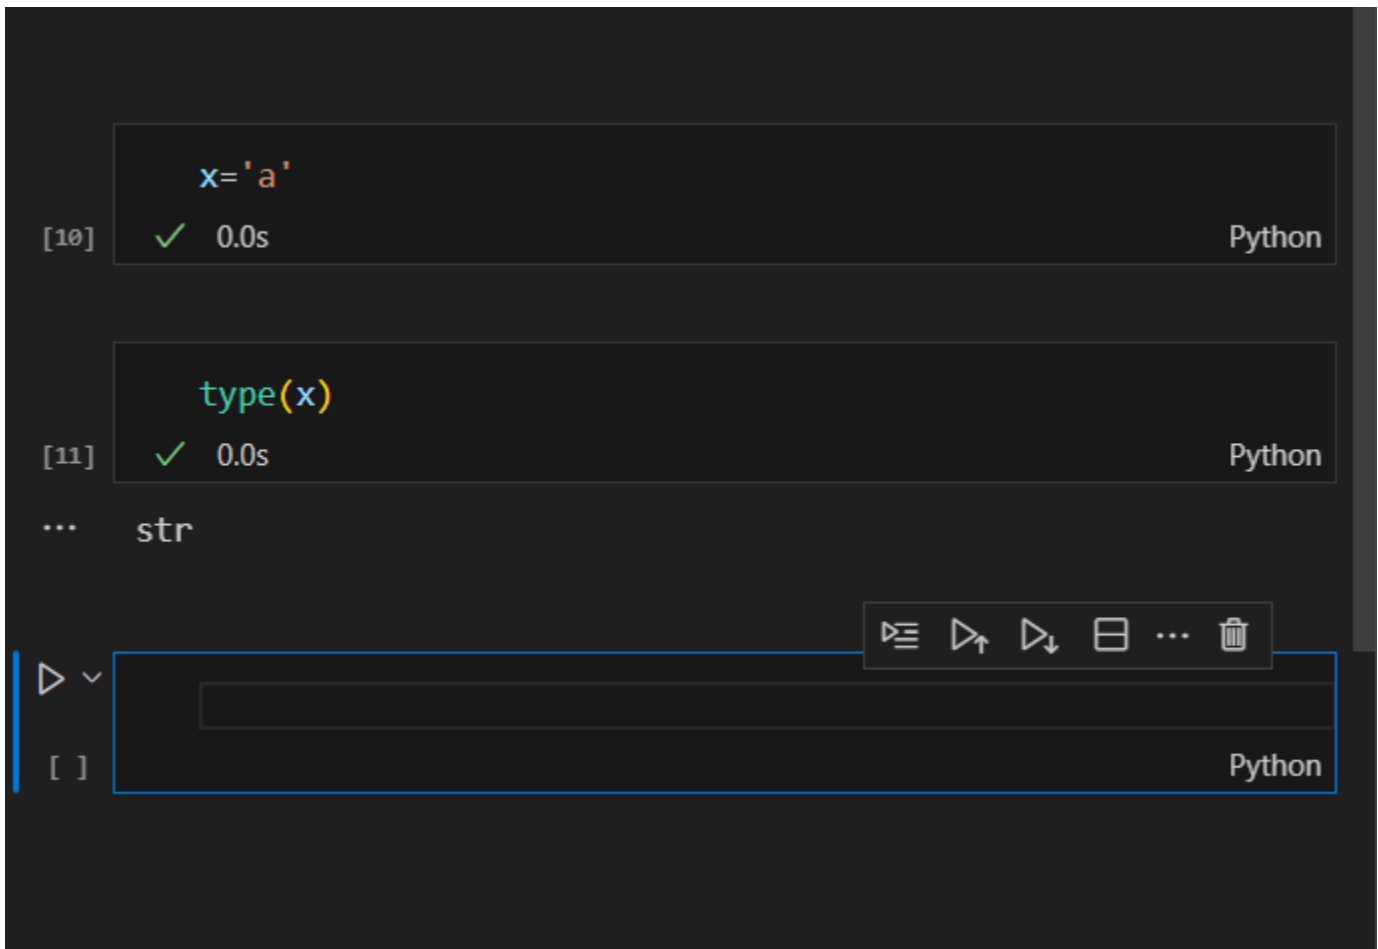 x='a'
[10] 0.0s Python
type(x)
[11] 0.0s Python
... str
[ ] Python